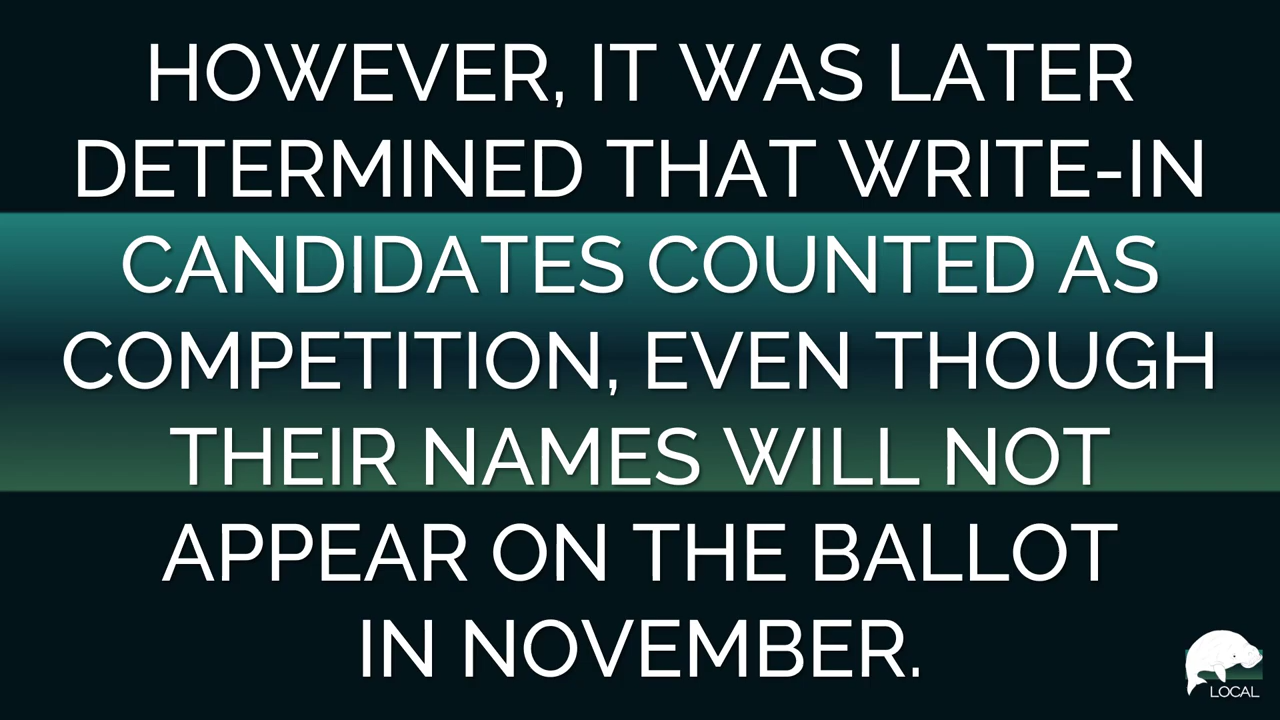 HOWEVER, IT WAS LATER
DETERMINED THAT WRITE-IN
CANDIDATES COUNTED AS
COMPETITION, EVEN THOUGH
THEIR NAMES WILL NOT
APPEAR ON THE BALLOT
IN NOVEMBER.
LOCAL